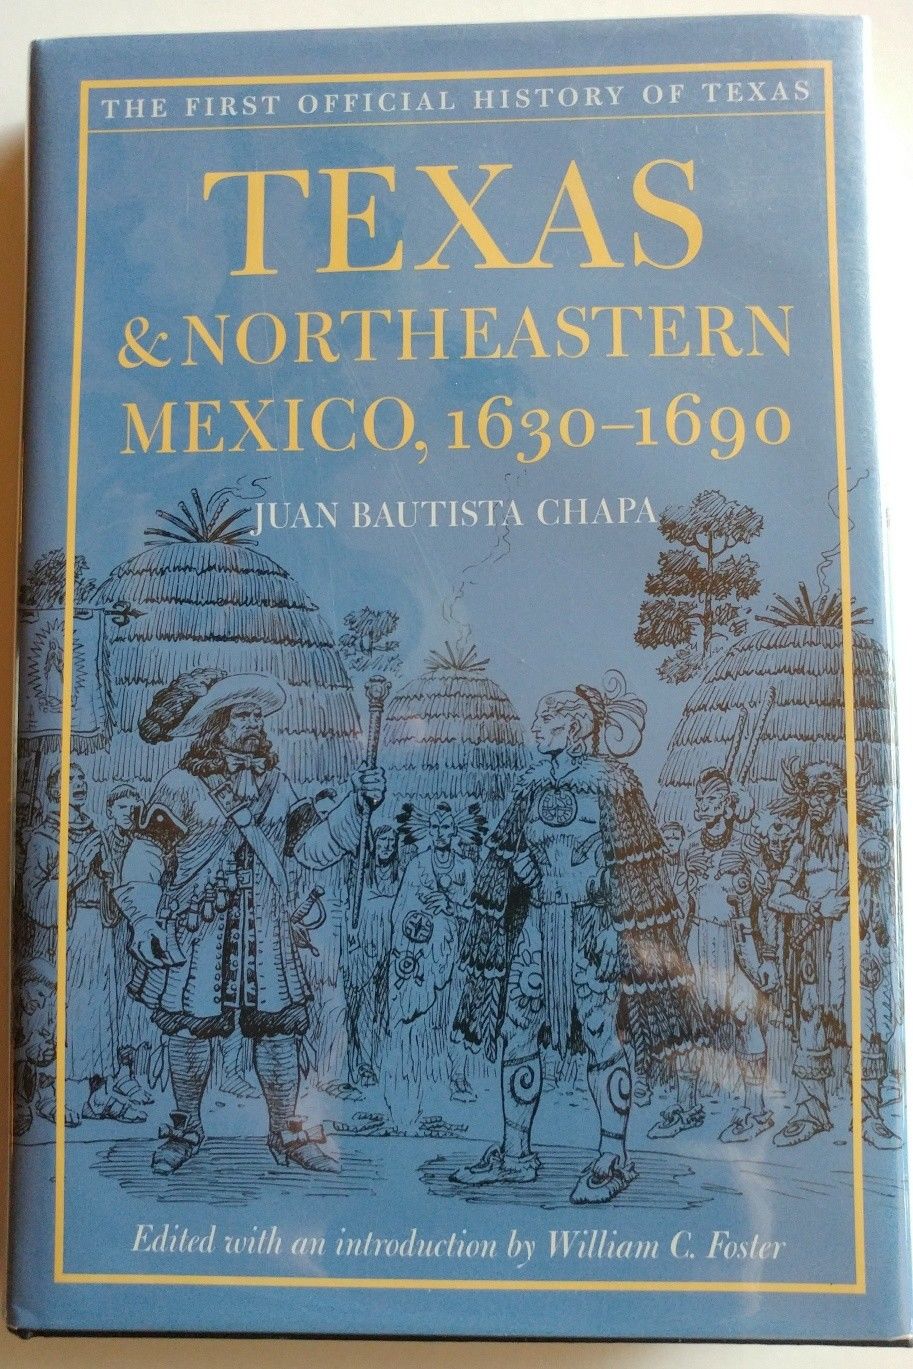 THE FIRST OFFICIAL HISTORY OF TEXAS
TEXAS
& NORTHEASTERN
MEXICO, 1630–1690
JUAN BAUTISTA CHAPA
Edited with an introduction by William C. Foster